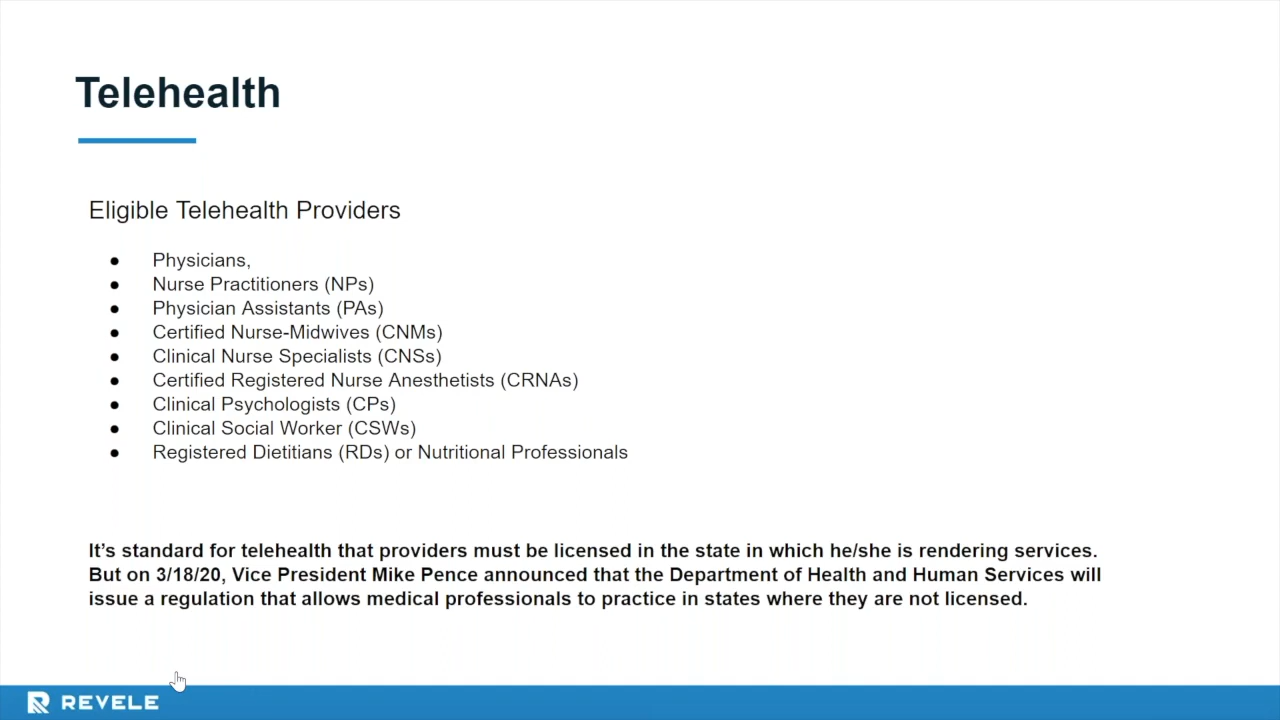 Telehealth
Eligible Telehealth Providers
● Physicians,
● Nurse Practitioners (NPs)
● Physician Assistants (PAs)
● Certified Nurse-Midwives (CNMs)
● Clinical Nurse Specialists (CNSs)
● Certified Registered Nurse Anesthetists (CRNAs)
● Clinical Psychologists (CPs)
● Clinical Social Worker (CSWs)
● Registered Dietitians (RDs) or Nutritional Professionals
It’s standard for telehealth that providers must be licensed in the state in which he/she is rendering services.
But on 3/18/20, Vice President Mike Pence announced that the Department of Health and Human Services will
issue a regulation that allows medical professionals to practice in states where they are not licensed.
REVELE